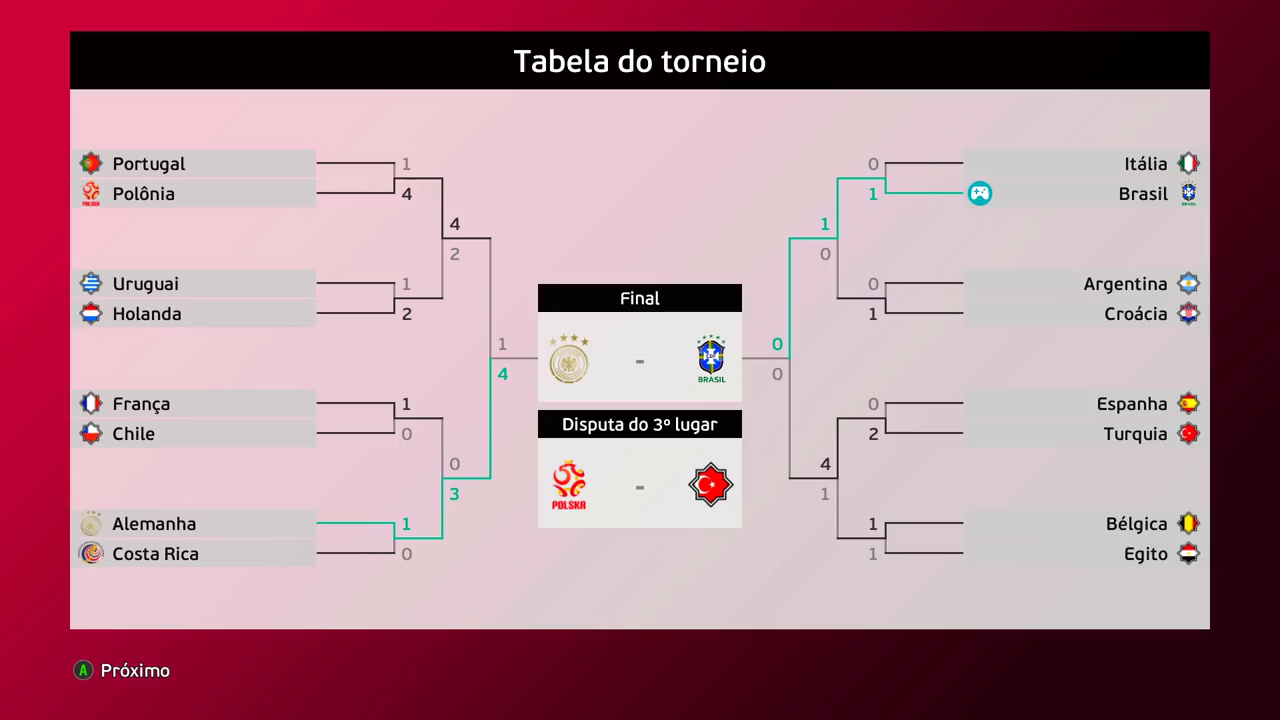 Tabela do torneio
Portugal 1
Polônia 4
4
2
Uruguai 1
Holanda 2
1
4
França 1
Chile 0
0
3
Alemanha 1
Costa Rica 0
Final
-
BRASIL
Disputa do 3º lugar
-
POLSKA
0 Itália
1 Brasil
1
0
0 Argentina
1 Croácia
0
0
0 Espanha
2 Turquia
4
1
1 Bélgica
1 Egito
A Próximo